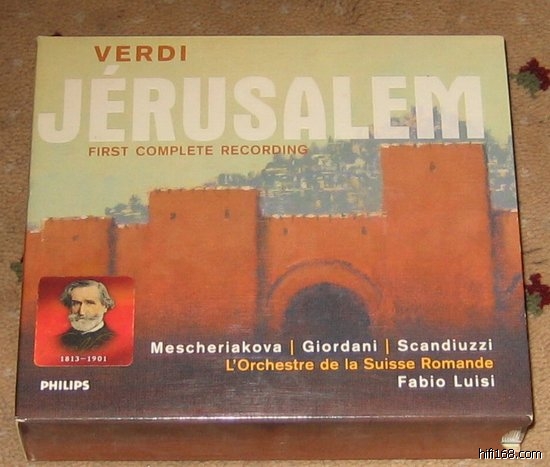 VERDI
JÉRUSALEM
FIRST COMPLETE RECORDING
Mescheriakova | Giordani | Scandiuzzi
L'Orchestre de la Suisse Romande
Fabio Luisi
1813-1901
PHILIPS
hifi168.com